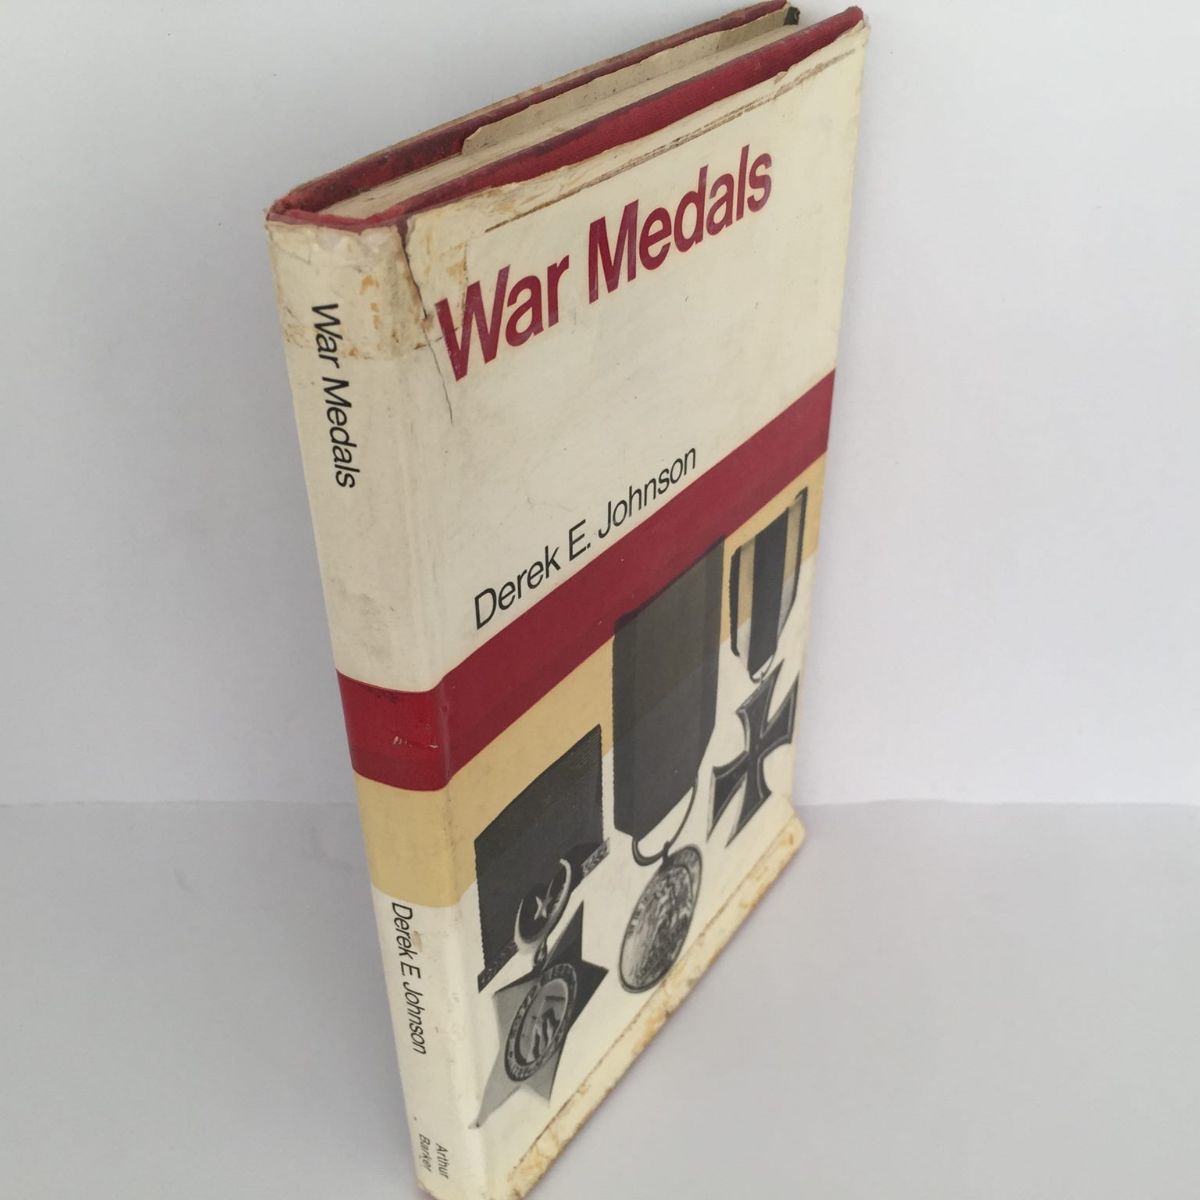 War Medals
Derek E. Johnson
War Medals
Derek E. Johnson
Arthur
Barker